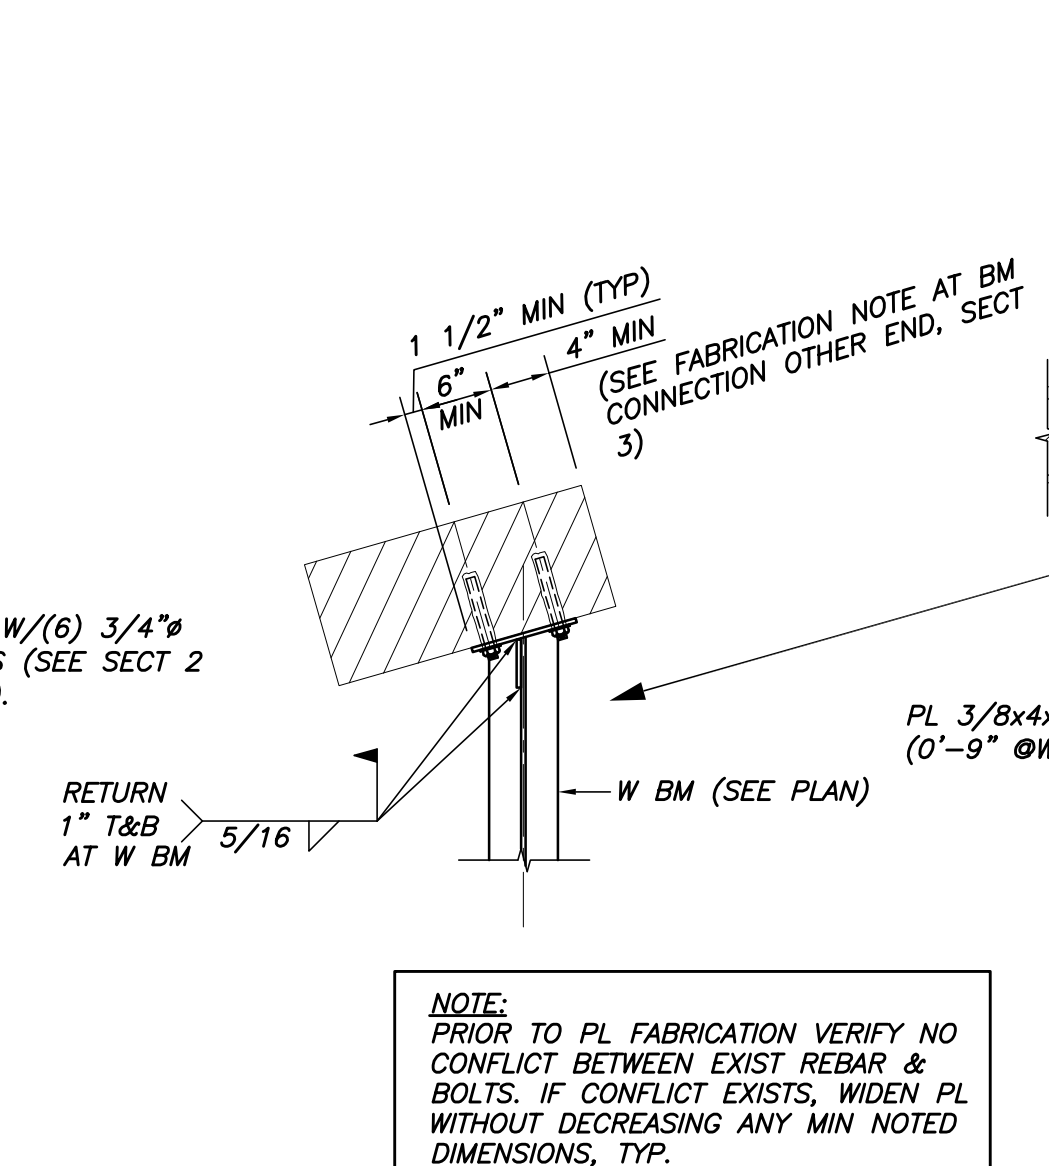 1 1/2" MIN (TYP)
4" MIN
6"
MIN
(SEE FABRICATION NOTE AT BM
CONNECTION OTHER END, SECT
3)
W/(6) 3/4"ø
(SEE SECT 2
PL 3/8x4x
(0'-9" @W
W BM (SEE PLAN)
RETURN
1" T&B
AT W BM
5/16
NOTE:
PRIOR TO PL FABRICATION VERIFY NO
CONFLICT BETWEEN EXIST REBAR &
BOLTS. IF CONFLICT EXISTS, WIDEN PL
WITHOUT DECREASING ANY MIN NOTED
DIMENSIONS, TYP.